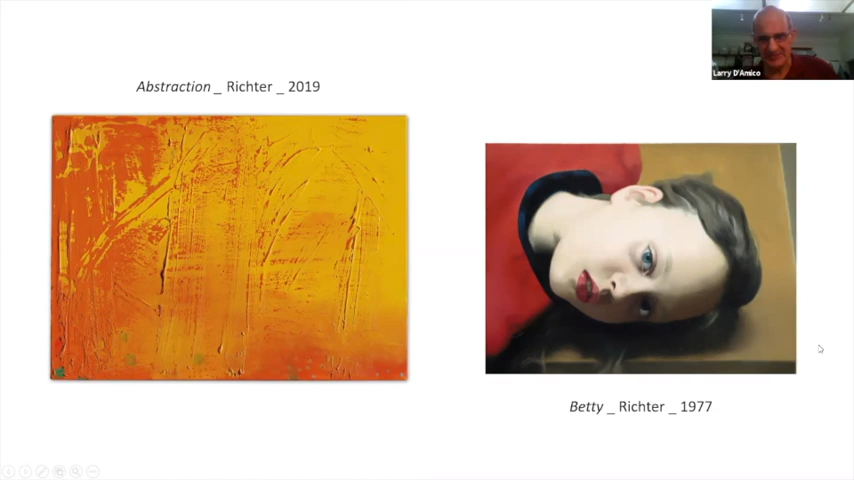 Larry D'Amico
Abstraction _ Richter _ 2019
Betty _ Richter _ 1977